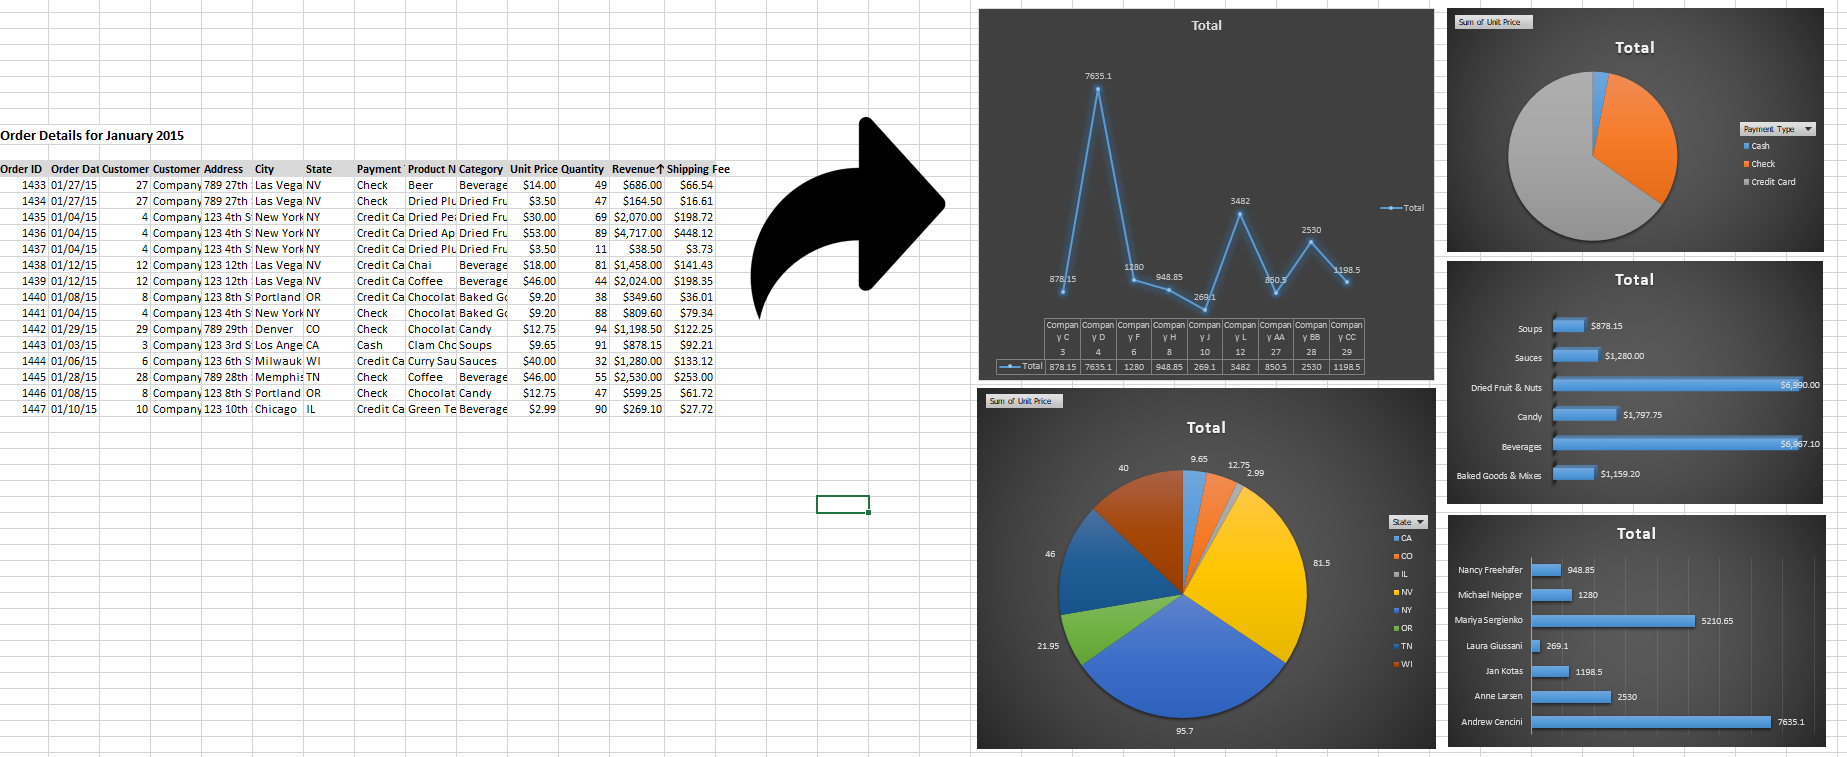 Order Details for January 2015
Order ID Order Dat Customer Customer Address City State Payment Product N Category Unit Price Quantity Revenue↑ Shipping Fee
1433 01/27/15 27 Company 789 27th Las Vega NV Check Beer Beverage $14.00 49 $686.00 $66.54
1434 01/27/15 27 Company 789 27th Las Vega NV Check Dried Plu Dried Fru $3.50 47 $164.50 $16.61
1435 01/04/15 4 Company 123 4th S New York NY Credit Ca Dried Pea Dried Fru $30.00 69 $2,070.00 $198.72
1436 01/04/15 4 Company 123 4th S New York NY Credit Ca Dried Ap Dried Fru $53.00 89 $4,717.00 $448.12
1437 01/04/15 4 Company 123 4th S New York NY Credit Ca Dried Plu Dried Fru $3.50 11 $38.50 $3.73
1438 01/12/15 12 Company 123 12th Las Vega NV Credit Ca Chai Beverage $18.00 81 $1,458.00 $141.43
1439 01/12/15 12 Company 123 12th Las Vega NV Credit Ca Coffee Beverage $46.00 44 $2,024.00 $198.35
1440 01/08/15 8 Company 123 8th S Portland OR Credit Ca Chocolat Baked Go $9.20 38 $349.60 $36.01
1441 01/04/15 4 Company 123 4th S New York NY Check Chocolat Baked Go $9.20 88 $809.60 $79.34
1442 01/29/15 29 Company 789 29th Denver CO Check Chocolat Candy $12.75 94 $1,198.50 $122.25
1443 01/03/15 3 Company 123 3rd S Los Ange CA Cash Clam Cho Soups $9.65 91 $878.15 $92.21
1444 01/06/15 6 Company 123 6th S Milwauk WI Credit Ca Curry Sau Sauces $40.00 32 $1,280.00 $133.12
1445 01/28/15 28 Company 789 28th Memphis TN Check Coffee Beverage $46.00 55 $2,530.00 $253.00
1446 01/08/15 8 Company 123 8th S Portland OR Check Chocolat Candy $12.75 47 $599.25 $61.72
1447 01/10/15 10 Company 123 10th Chicago IL Credit Ca Green Te Beverage $2.99 90 $269.10 $27.72
Total
7635.1
3482
2530
1280
948.85
878.15
269.1
850.5
1198.5
Total
Compan Compan Compan Compan Compan Compan Compan Compan Compan
y C y D y F y H y J y L y AA y BB y CC
3 4 6 8 10 12 27 28 29
Total 878.15 7635.1 1280 948.85 269.1 3482 850.5 2530 1198.5
Sum of Unit Price
Total
Payment Type
Cash
Check
Credit Card
Total
Soups $878.15
Sauces $1,280.00
Dried Fruit & Nuts $6,990.00
Candy $1,797.75
Beverages $6,967.10
Baked Goods & Mixes $1,159.20
Sum of Unit Price
Total
9.65
12.75
2.99
81.5
95.7
21.95
46
40
State
CA
CO
IL
NV
NY
OR
TN
WI
Total
Nancy Freehafer 948.85
Michael Neipper 1280
Mariya Sergienko 5210.65
Laura Giussani 269.1
Jan Kotas 1198.5
Anne Larsen 2530
Andrew Cencini 7635.1